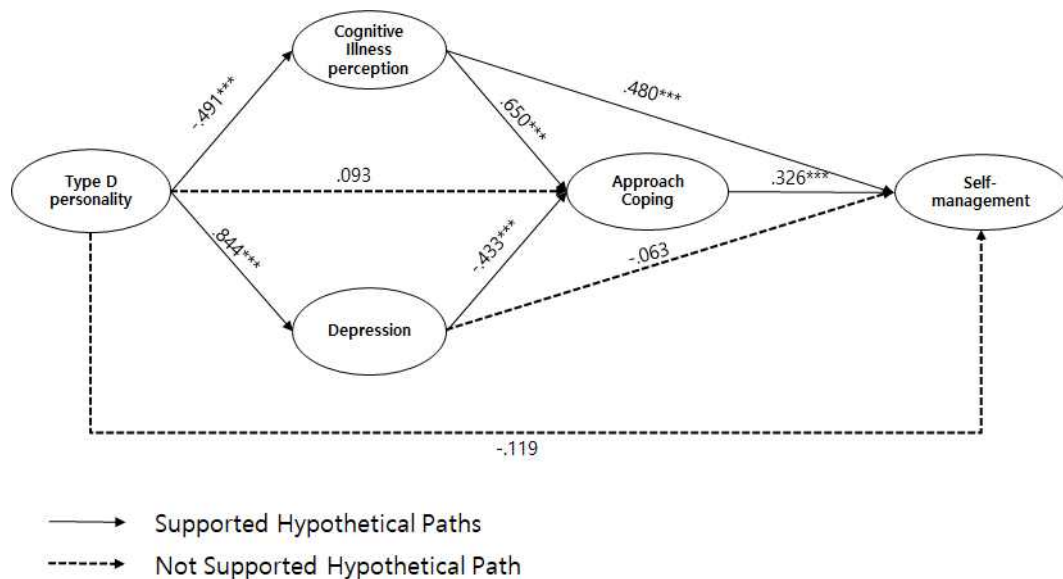 Cognitive
Illness
perception
-.491***
.650***
.480***
Type D
personality
.093
Approach
Coping
.326***
Self-
management
.844***
-.433***
-.063
Depression
-.119
Supported Hypothetical Paths
Not Supported Hypothetical Path